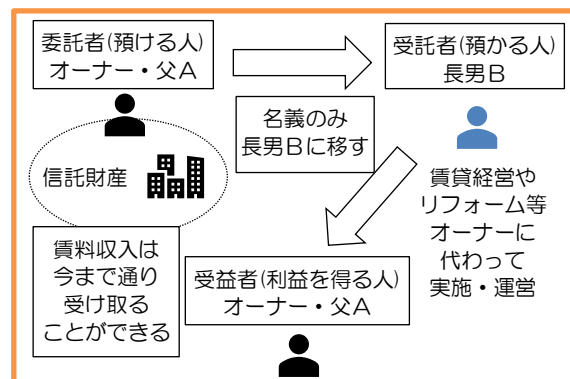 委託者(預ける人)
オーナー・父A
受託者(預かる人)
長男B
名義のみ
長男Bに移す
信託財産
賃貸経営や
リフォーム等
オーナーに
代わって
実施・運営
賃料収入は
今まで通り
受け取る
ことができる
受益者(利益を得る人)
オーナー・父A